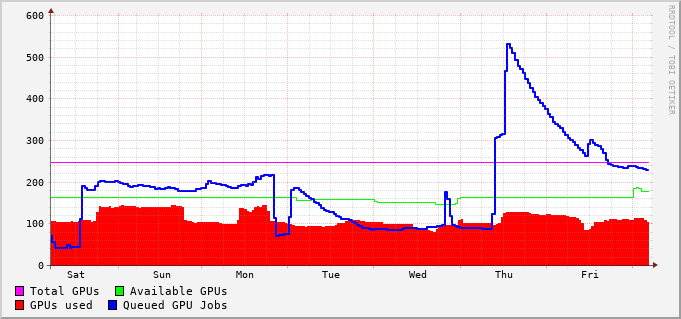 600
500
400
300
200
100
0
Sat Sun Mon Tue Wed Thu Fri
Total GPUs Available GPUs
GPUs used Queued GPU Jobs
RRDTOOL / TOBI OETIKER